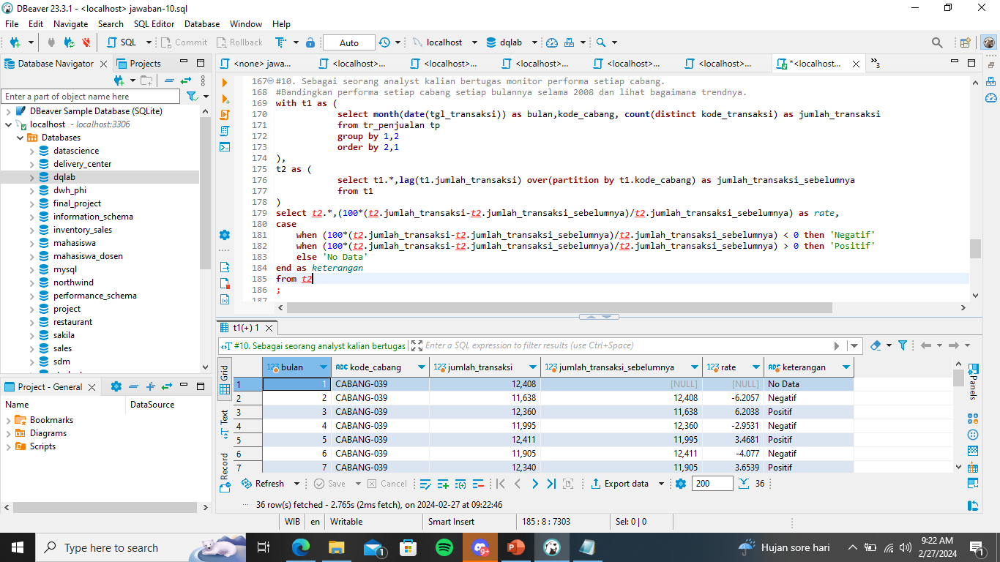 DBeaver 23.3.1 - <localhost> jawaban-10.sql
File Edit Navigate Search SQL Editor Database Window Help
SQL Commit Rollback Auto localhost dqlab
Database Navigator Projects
<none> jawa... <localhost>... <localhost>... <localhost>... <localhost>... <localhost>... *<localhost... »3
Enter a part of object name here
DBeaver Sample Database (SQLite)
localhost - localhost:3306
Databases
datascience
delivery_center
dqlab
dwh_phi
final_project
information_schema
inventory_sales
mahasiswa
mahasiswa_dosen
mysql
northwind
performance_schema
project
restaurant
sakila
sales
sdm
167 #10. Sebagai seorang analyst kalian bertugas monitor performa setiap cabang.
168 #Bandingkan performa setiap cabang setiap bulannya selama 2008 dan lihat bagaimana trendnya.
169 with t1 as (
170 select month(date(tgl_transaksi)) as bulan,kode_cabang, count(distinct kode_transaksi) as jumlah_transaksi
171 from tr_penjualan tp
172 group by 1,2
173 order by 2,1
174 ),
175 t2 as (
176 select t1.*,lag(t1.jumlah_transaksi) over(partition by t1.kode_cabang) as jumlah_transaksi_sebelumnya
177 from t1
178 )
179 select t2.*,(100*(t2.jumlah_transaksi-t2.jumlah_transaksi_sebelumnya)/t2.jumlah_transaksi_sebelumnya) as rate,
180 case
181 when (100*(t2.jumlah_transaksi-t2.jumlah_transaksi_sebelumnya)/t2.jumlah_transaksi_sebelumnya) < 0 then 'Negatif'
182 when (100*(t2.jumlah_transaksi-t2.jumlah_transaksi_sebelumnya)/t2.jumlah_transaksi_sebelumnya) > 0 then 'Positif'
183 else 'No Data'
184 end as keterangan
185 from t2
186 ;
187
t1(+) 1
#10. Sebagai seorang analyst kalian bertugas Enter a SQL expression to filter results (use Ctrl+Space)
Grid
Text
Record
Panels
123 bulan ABC kode_cabang 123 jumlah_transaksi 123 jumlah_transaksi_sebelumnya 123 rate ABC keterangan
1 1 CABANG-039 12,408 [NULL] [NULL] No Data
2 2 CABANG-039 11,638 12,408 -6.2057 Negatif
3 3 CABANG-039 12,360 11,638 6.2038 Positif
4 4 CABANG-039 11,995 12,360 -2.9531 Negatif
5 5 CABANG-039 12,411 11,995 3.4681 Positif
6 6 CABANG-039 11,905 12,411 -4.077 Negatif
7 7 CABANG-039 12,340 11,905 3.6539 Positif
Refresh Save Cancel Export data 200 36
36 row(s) fetched - 2.765s (2ms fetch), on 2024-02-27 at 09:22:46
Project - General
Name DataSource
Bookmarks
Diagrams
Scripts
WIB en Writable Smart Insert 185 : 8 : 7303 Sel: 0 | 0
Type here to search 1 9+ Hujan sore hari 9:22 AM
2/27/2024 1